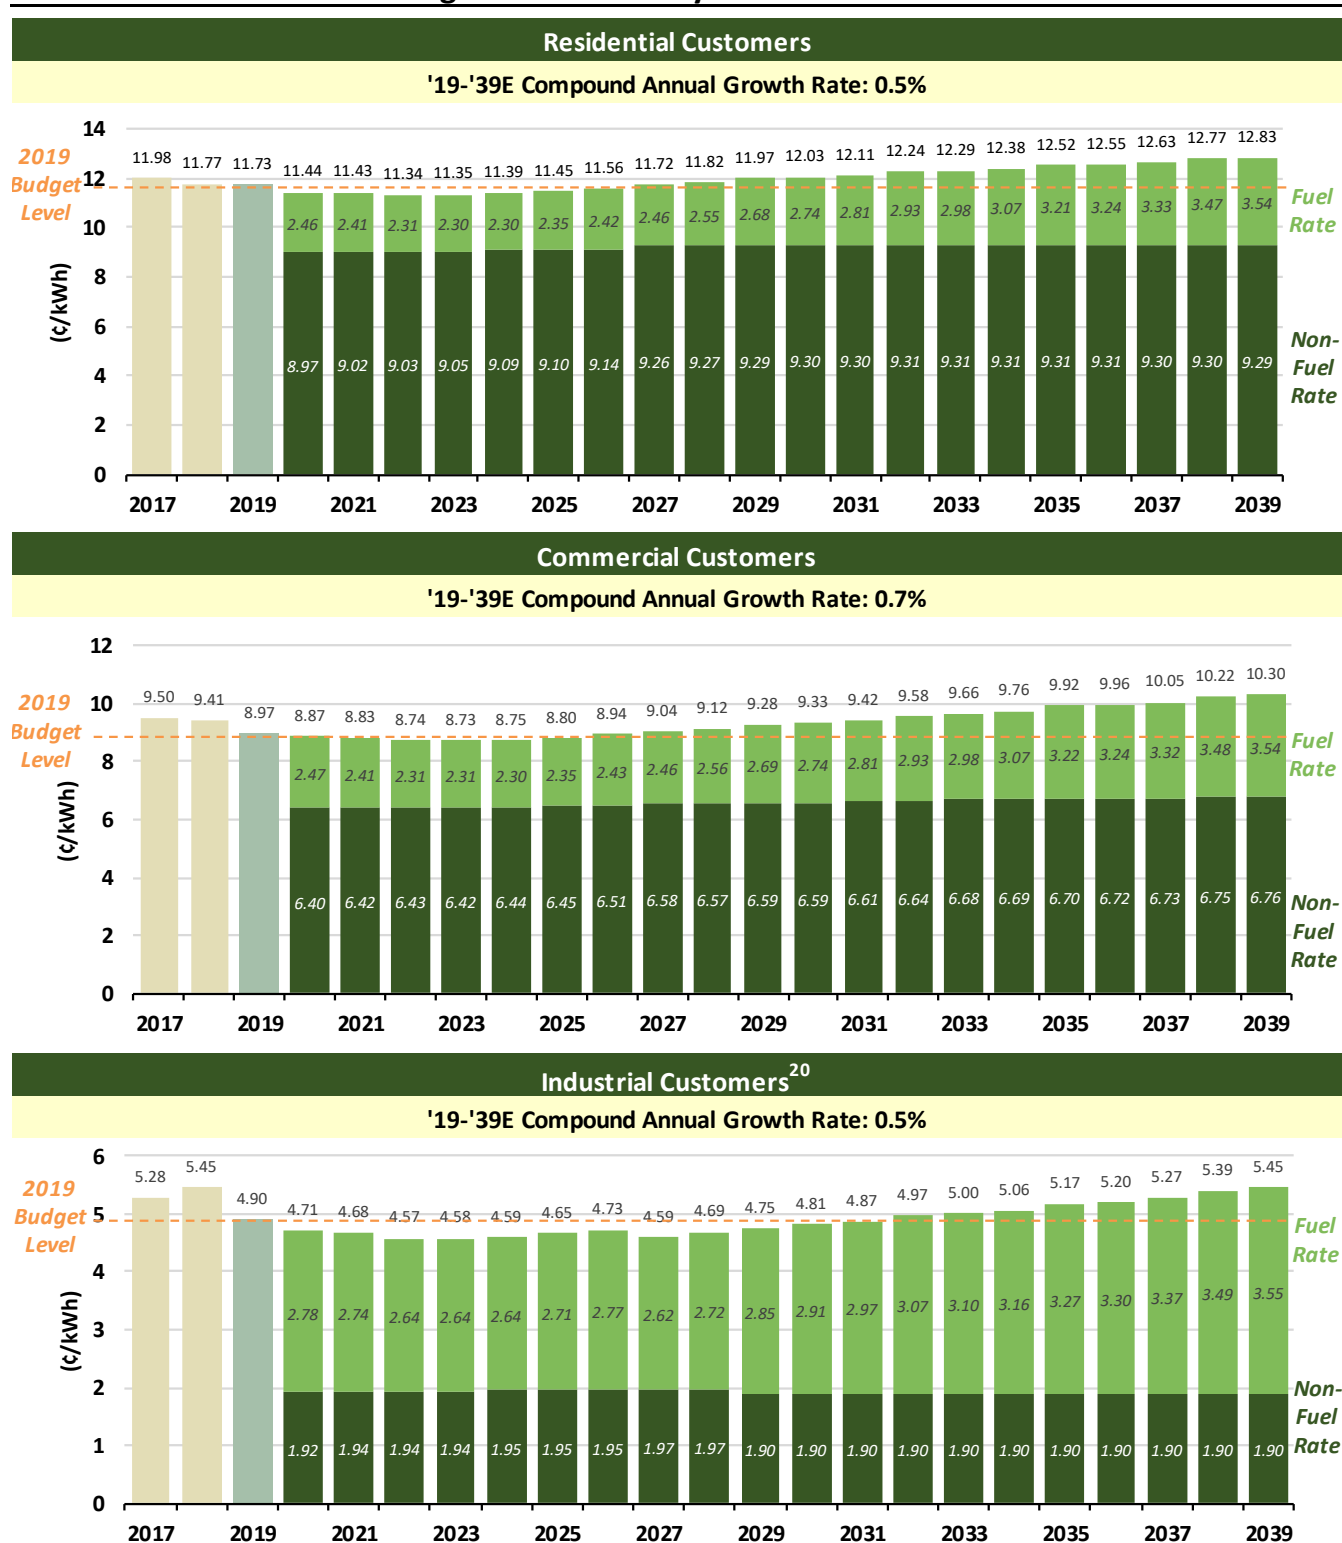 Residential Customers
'19-'39E Compound Annual Growth Rate: 0.5%
14
12
10
8
6
4
2
0
(¢/kWh)
2019
Budget
Level
11.98 11.77 11.73 11.44 11.43 11.34 11.35 11.39 11.45 11.56 11.72 11.82 11.97 12.03 12.11 12.24 12.29 12.38 12.52 12.55 12.63 12.77 12.83
2.46 2.41 2.31 2.30 2.30 2.35 2.42 2.46 2.55 2.68 2.74 2.81 2.93 2.98 3.07 3.21 3.24 3.33 3.47 3.54
Fuel
Rate
8.97 9.02 9.03 9.05 9.09 9.10 9.14 9.26 9.27 9.29 9.30 9.30 9.31 9.31 9.31 9.31 9.31 9.30 9.30 9.29
Non-
Fuel
Rate
2017 2019 2021 2023 2025 2027 2029 2031 2033 2035 2037 2039
Commercial Customers
'19-'39E Compound Annual Growth Rate: 0.7%
12
10
8
6
4
2
0
(¢/kWh)
2019
Budget
Level
9.50 9.41 8.97 8.87 8.83 8.74 8.73 8.75 8.80 8.94 9.04 9.12 9.28 9.33 9.42 9.58 9.66 9.76 9.92 9.96 10.05 10.22 10.30
2.47 2.41 2.31 2.31 2.30 2.35 2.43 2.46 2.56 2.69 2.74 2.81 2.93 2.98 3.07 3.22 3.24 3.32 3.48 3.54
Fuel
Rate
6.40 6.42 6.43 6.42 6.44 6.45 6.51 6.58 6.57 6.59 6.59 6.61 6.64 6.68 6.69 6.70 6.72 6.73 6.75 6.76
Non-
Fuel
Rate
2017 2019 2021 2023 2025 2027 2029 2031 2033 2035 2037 2039
Industrial Customers20
'19-'39E Compound Annual Growth Rate: 0.5%
6
5
4
3
2
1
0
(¢/kWh)
2019
Budget
Level
5.28 5.45 4.90 4.71 4.68 4.57 4.58 4.59 4.65 4.73 4.59 4.69 4.75 4.81 4.87 4.97 5.00 5.06 5.17 5.20 5.27 5.39 5.45
2.78 2.74 2.64 2.64 2.64 2.71 2.77 2.62 2.72 2.85 2.91 2.97 3.07 3.10 3.16 3.27 3.30 3.37 3.49 3.55
Fuel
Rate
1.92 1.94 1.94 1.94 1.95 1.95 1.95 1.97 1.97 1.90 1.90 1.90 1.90 1.90 1.90 1.90 1.90 1.90 1.90 1.90
Non-
Fuel
Rate
2017 2019 2021 2023 2025 2027 2029 2031 2033 2035 2037 2039